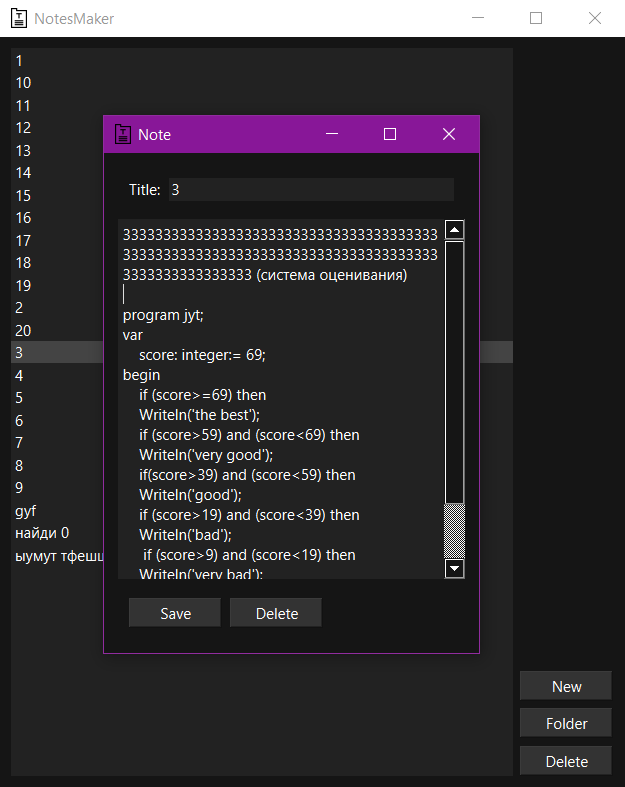 NotesMaker
1
10
11
12
13
14
15
16
17
18
19
2
20
3
4
5
6
7
8
9
gyf
найди 0
ыумут
Note
Title: 3
333333333333333333333333333333333333333
333333333333333333333333333333333333333
3333333333333333 (система оценивания)
program jyt;
var
score: integer:= 69;
begin
if (score>=69) then
Writeln('the best');
if (score>59) and (score<69) then
Writeln('very good');
if(score>39) and (score<59) then
Writeln('good');
if (score>19) and (score<39) then
Writeln('bad');
if (score>9) and (score<19) then
Writeln('very bad');
Save Delete
New
Folder
Delete